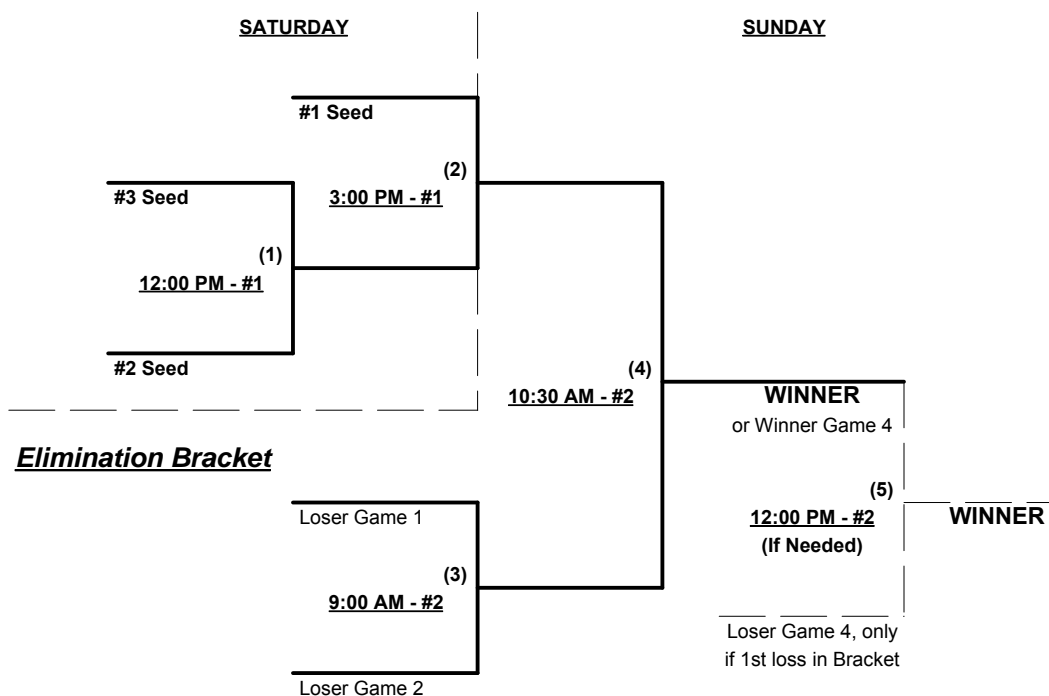 SATURDAY
SUNDAY
#1 Seed
(2)
3:00 PM - #1
#3 Seed
(1)
12:00 PM - #1
#2 Seed
(4)
10:30 AM - #2
WINNER
or Winner Game 4
Elimination Bracket
Loser Game 1
(5)
12:00 PM - #2
(If Needed)
WINNER
(3)
9:00 AM - #2
Loser Game 4, only
if 1st loss in Bracket
Loser Game 2